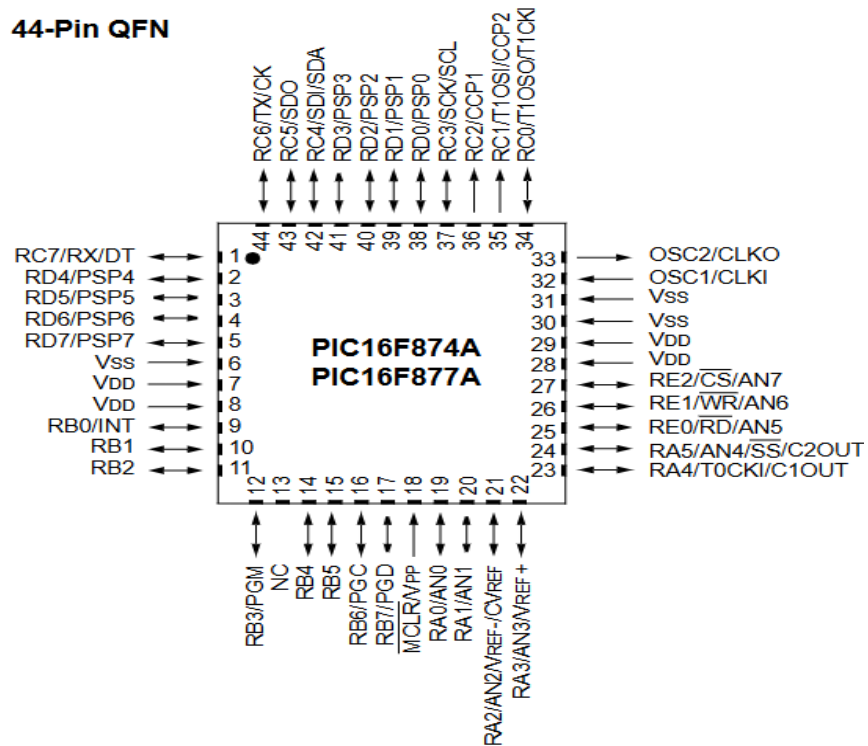 44-Pin QFN
RC6/TX/CK
RC5/SDO
RC4/SDI/SDA
RD3/PSP3
RD2/PSP2
RD1/PSP1
RD0/PSP0
RC3/SCK/SCL
RC2/CCP1
RC1/T1OSI/CCP2
RC0/T1OSO/T1CKI
44 43 42 41 40 39 38 37 36 35 34
RC7/RX/DT 1
RD4/PSP4 2
RD5/PSP5 3
RD6/PSP6 4
RD7/PSP7 5
VSS 6
VDD 7
VDD 8
RB0/INT 9
RB1 10
RB2 11
PIC16F874A
PIC16F877A
33 OSC2/CLKO
32 OSC1/CLKI
31 VSS
30 VSS
29 VDD
28 VDD
27 RE2/CS/AN7
26 RE1/WR/AN6
25 RE0/RD/AN5
24 RA5/AN4/SS/C2OUT
23 RA4/T0CKI/C1OUT
12 13 14 15 16 17 18 19 20 21 22
RB3/PGM
NC
RB4
RB5
RB6/PGC
RB7/PGD
MCLR/VPP
RA0/AN0
RA1/AN1
RA2/AN2/VREF-/CVREF
RA3/AN3/VREF+